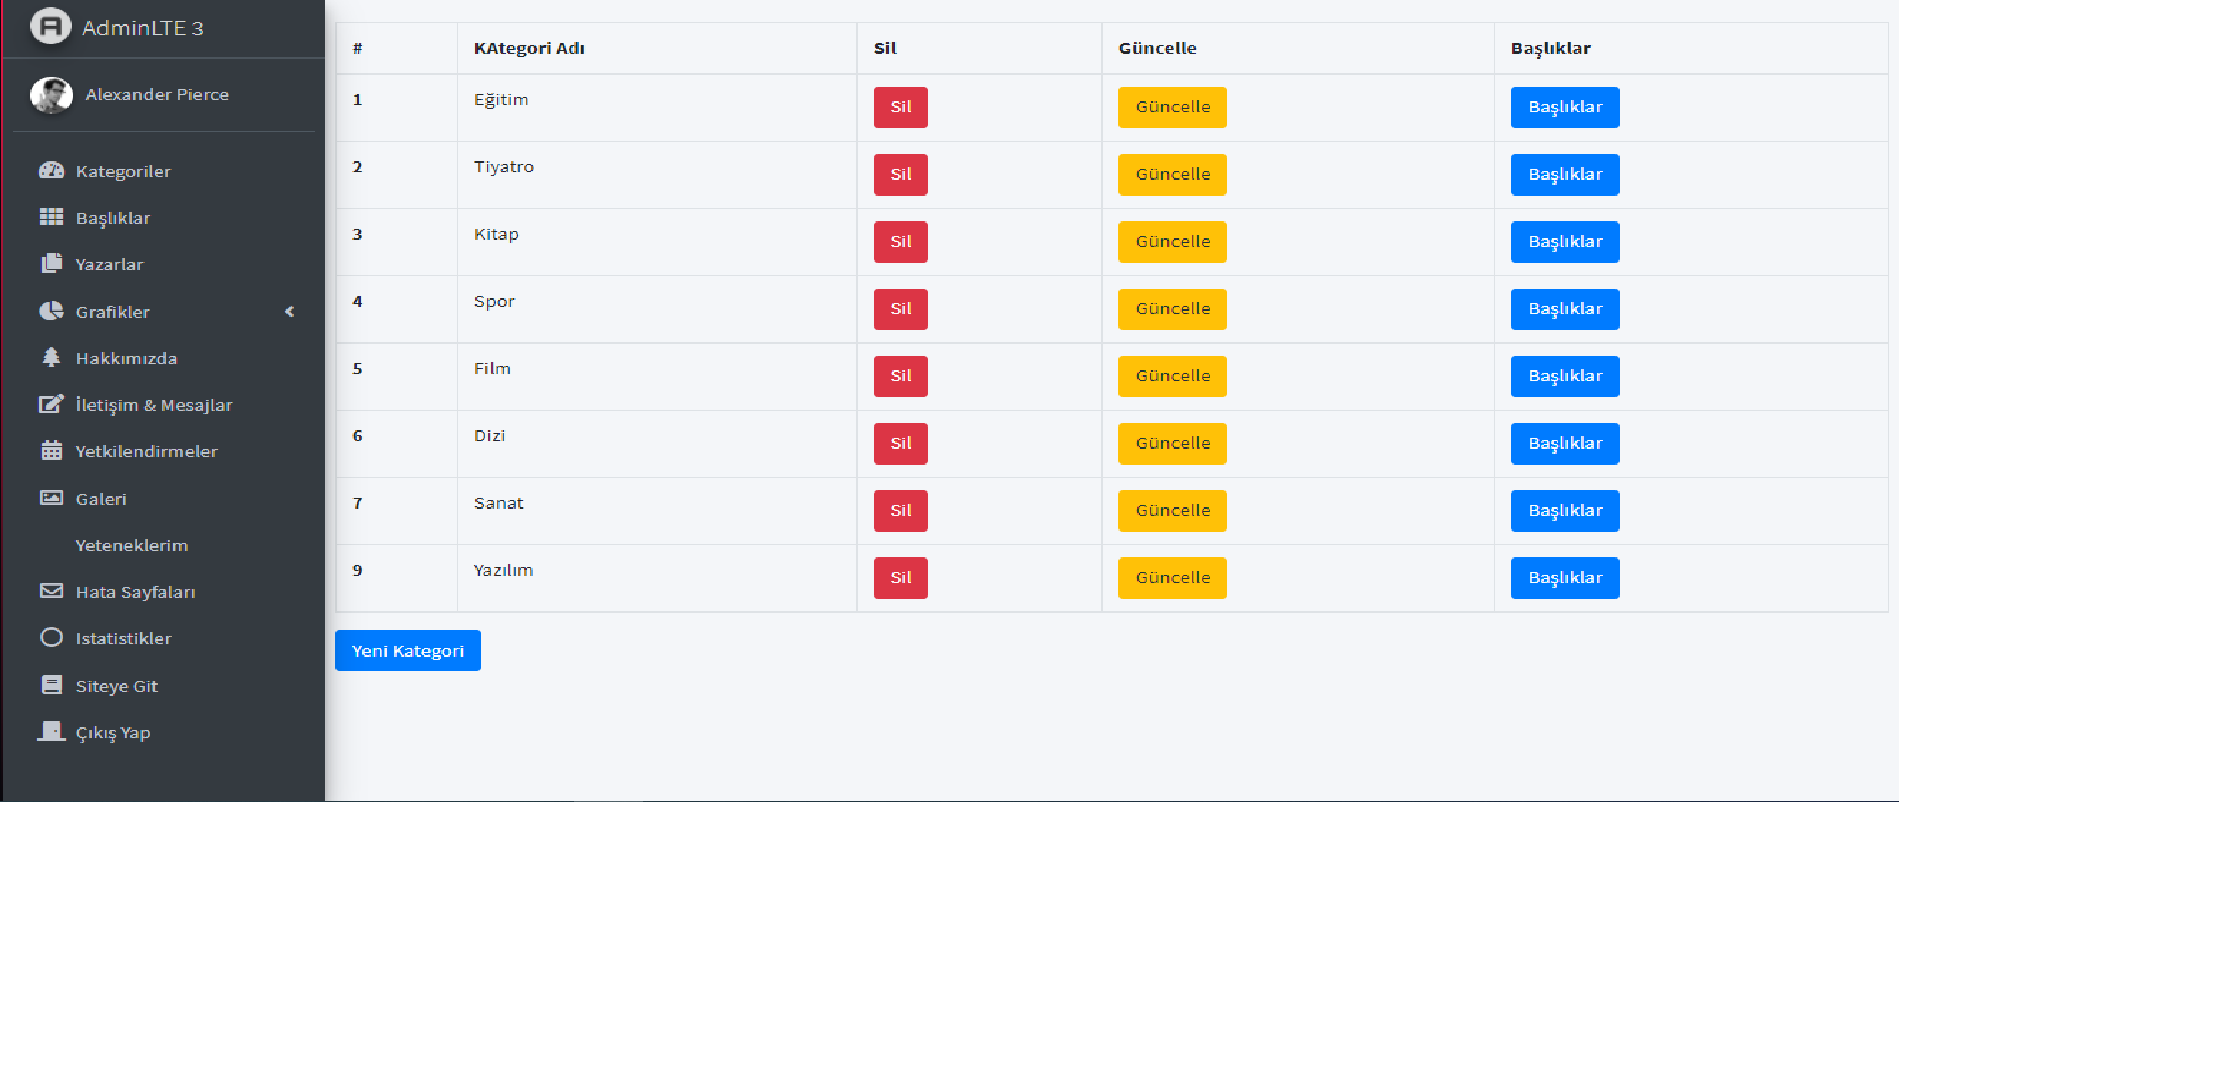 AdminLTE 3
Alexander Pierce
Kategoriler
Başlıklar
Yazarlar
Grafikler
Hakkımızda
İletişim & Mesajlar
Yetkilendirmeler
Galeri
Yeteneklerim
Hata Sayfaları
Istatistikler
Siteye Git
Çıkış Yap
# KAtegori Adı Sil Güncelle Başlıklar
1 Eğitim Sil Güncelle Başlıklar
2 Tiyatro Sil Güncelle Başlıklar
3 Kitap Sil Güncelle Başlıklar
4 Spor Sil Güncelle Başlıklar
5 Film Sil Güncelle Başlıklar
6 Dizi Sil Güncelle Başlıklar
7 Sanat Sil Güncelle Başlıklar
9 Yazılım Sil Güncelle Başlıklar
Yeni Kategori